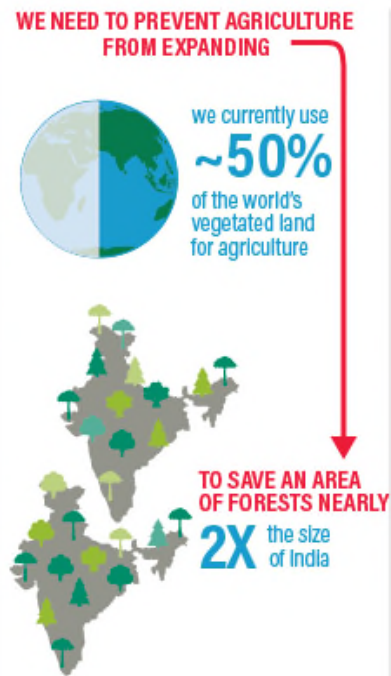 WE NEED TO PREVENT AGRICULTURE
FROM EXPANDING
we currently use
~50%
of the world's
vegetated land
for agriculture
TO SAVE AN AREA
OF FORESTS NEARLY
2X the size
of India